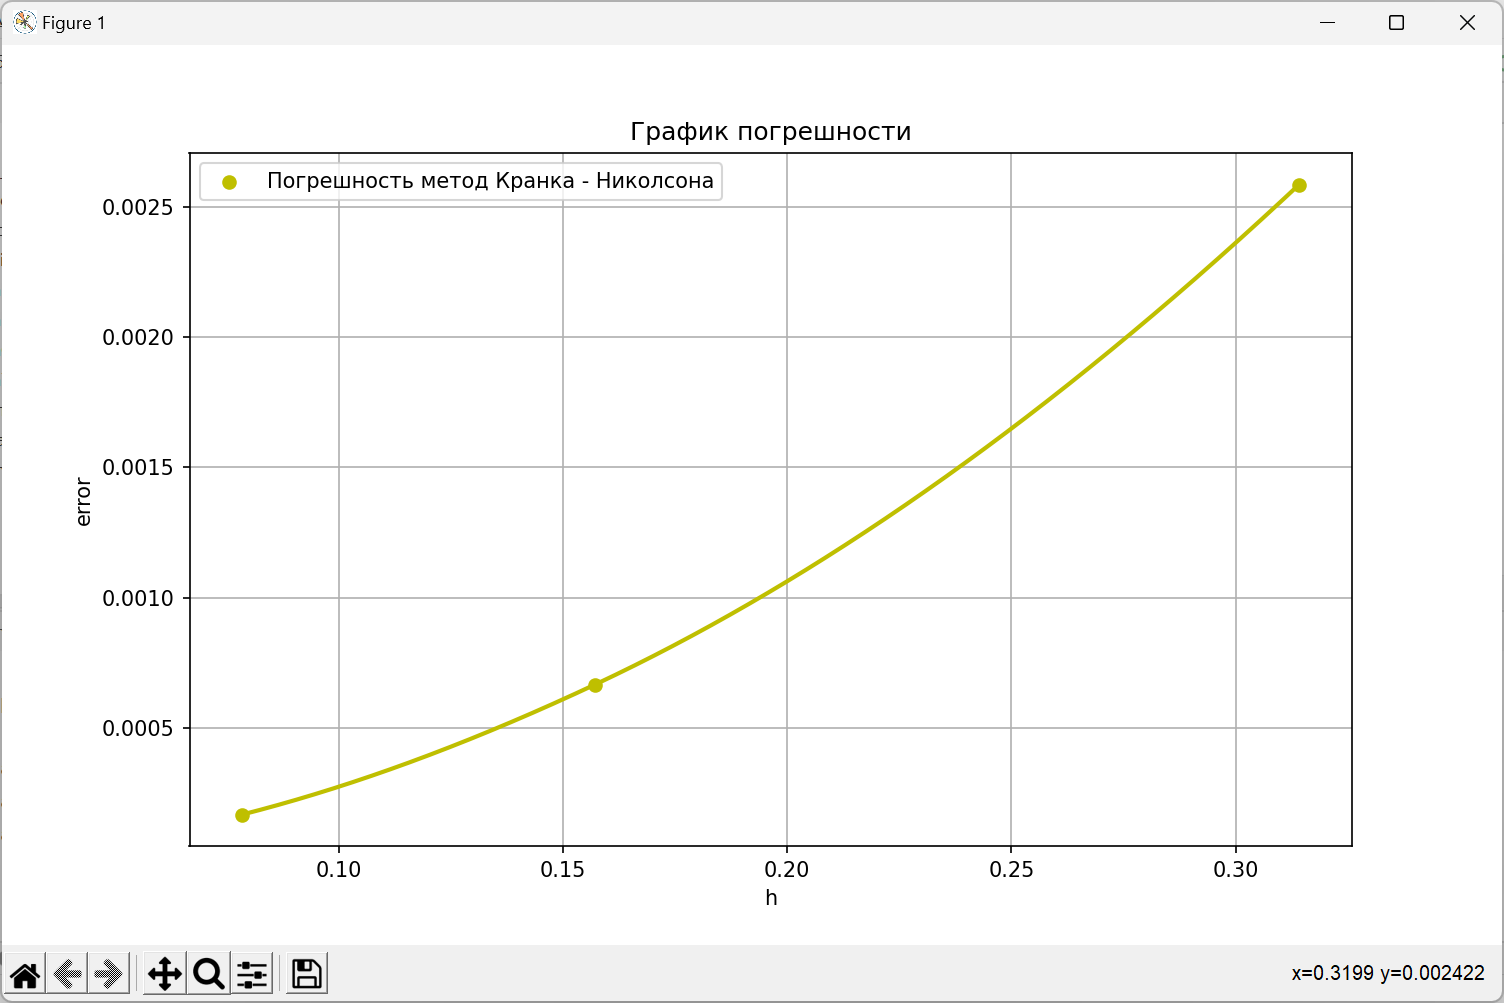 Figure 1
График погрешности
Погрешность метод Кранка - Николсона
0.0025
0.0020
0.0015
0.0010
0.0005
error
0.10 0.15 0.20 0.25 0.30
h
x=0.3199 y=0.002422